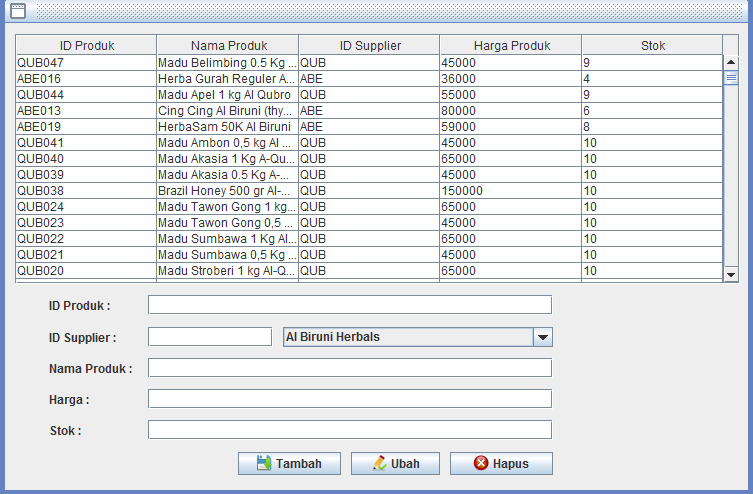 ID Produk Nama Produk ID Supplier Harga Produk Stok
QUB047 Madu Belimbing 0.5 Kg ... QUB 45000 9
ABE016 Herba Gurah Reguler A... ABE 36000 4
QUB044 Madu Apel 1 kg Al Qubro QUB 55000 9
ABE013 Cing Cing Al Biruni (thy... ABE 80000 6
ABE019 HerbaSam 50K Al Biruni ABE 59000 8
QUB041 Madu Ambon 0,5 kg Al ... QUB 45000 10
QUB040 Madu Akasia 1 Kg A-Qu... QUB 65000 10
QUB039 Madu Akasia 0.5 Kg A-... QUB 45000 10
QUB038 Brazil Honey 500 gr Al-... QUB 150000 10
QUB024 Madu Tawon Gong 1 kg... QUB 65000 10
QUB023 Madu Tawon Gong 0,5 ... QUB 45000 10
QUB022 Madu Sumbawa 1 Kg Al... QUB 65000 10
QUB021 Madu Sumbawa 0,5 Kg ... QUB 45000 10
QUB020 Madu Stroberi 1 kg Al-Q... QUB 65000 10
ID Produk :
ID Supplier : Al Biruni Herbals
Nama Produk :
Harga :
Stok :
Tambah Ubah Hapus